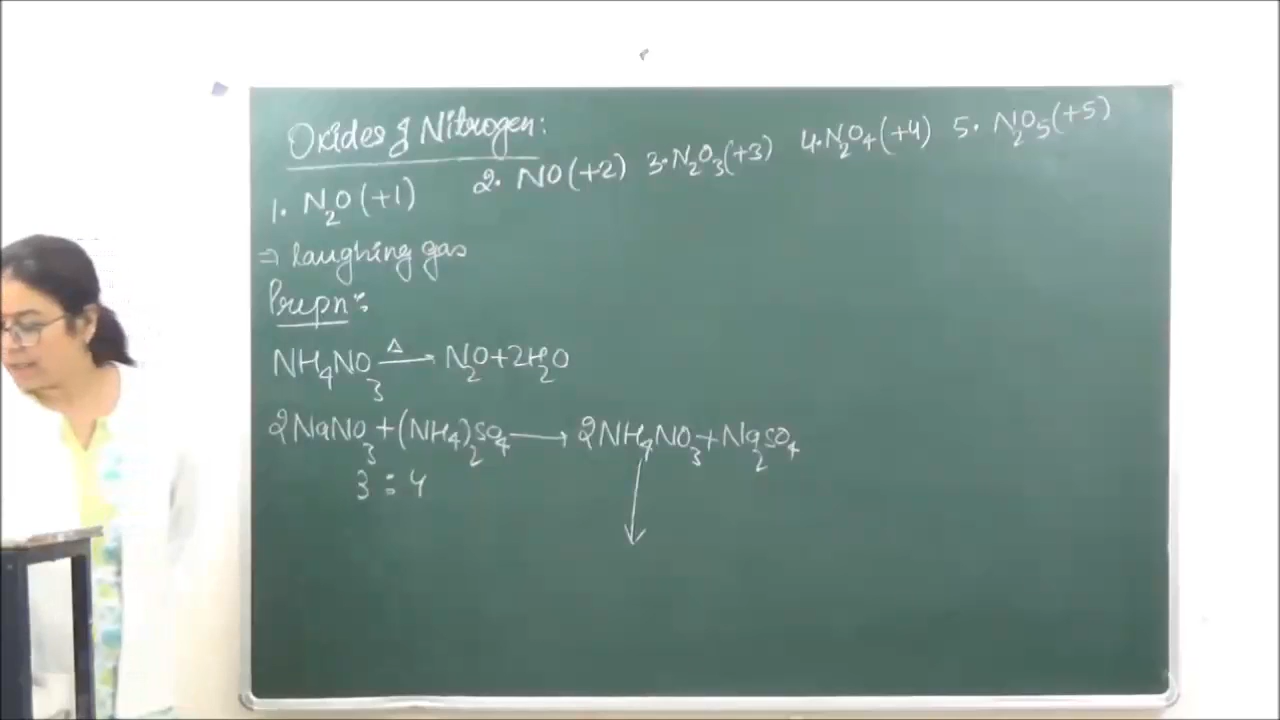 Oxides of Nitrogen:
1. N₂O (+1) 2. NO (+2) 3. N₂O₃ (+3) 4. N₂O₄ (+4) 5. N₂O₅ (+5)
⇒ Laughing gas
Prepn:
NH₄NO₃ —Δ→ N₂O + 2H₂O
2NaNO₃ + (NH₄)₂SO₄ → 2NH₄NO₃ + Na₂SO₄
3 : 4